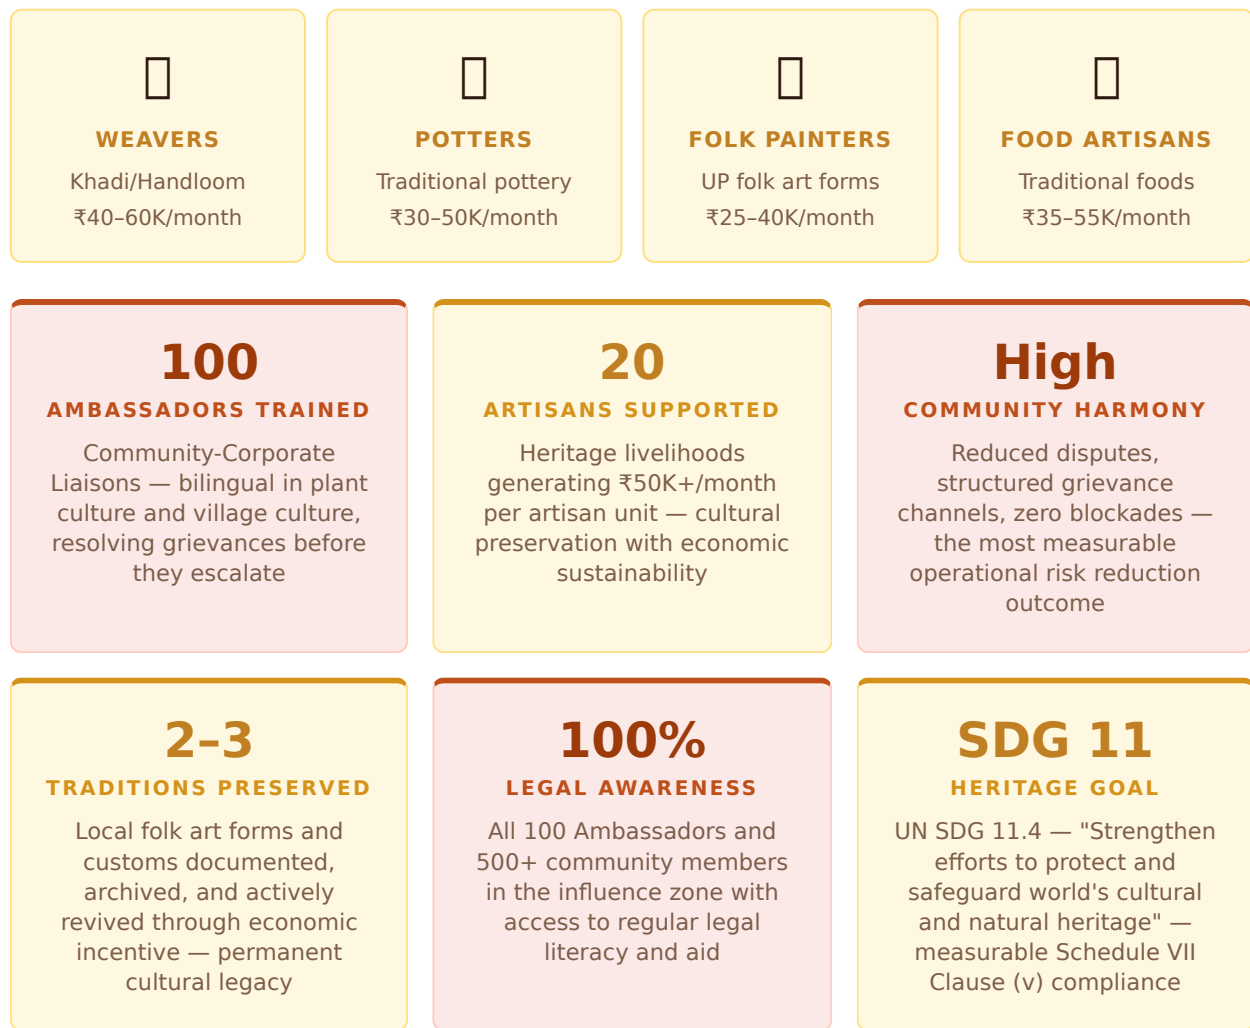 WEAVERS
Khadi/Handloom
₹40–60K/month
POTTERS
Traditional pottery
₹30–50K/month
FOLK PAINTERS
UP folk art forms
₹25–40K/month
FOOD ARTISANS
Traditional foods
₹35–55K/month
100
AMBASSADORS TRAINED
Community-Corporate
Liaisons — bilingual in plant
culture and village culture,
resolving grievances before
they escalate
20
ARTISANS SUPPORTED
Heritage livelihoods
generating ₹50K+/month
per artisan unit — cultural
preservation with economic
sustainability
High
COMMUNITY HARMONY
Reduced disputes,
structured grievance
channels, zero blockades —
the most measurable
operational risk reduction
outcome
2–3
TRADITIONS PRESERVED
Local folk art forms and
customs documented,
archived, and actively
revived through economic
incentive — permanent
cultural legacy
100%
LEGAL AWARENESS
All 100 Ambassadors and
500+ community members
in the influence zone with
access to regular legal
literacy and aid
SDG 11
HERITAGE GOAL
UN SDG 11.4 — "Strengthen
efforts to protect and
safeguard world's cultural
and natural heritage" —
measurable Schedule VII
Clause (v) compliance